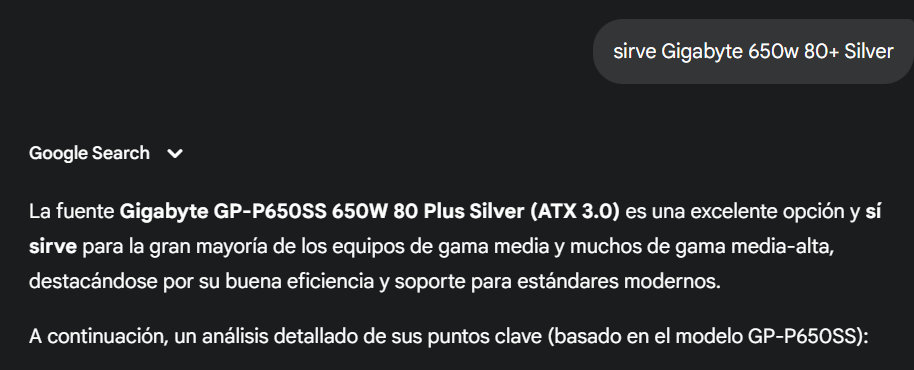 sirve Gigabyte 650w 80+ Silver
Google Search
La fuente Gigabyte GP-P650SS 650W 80 Plus Silver (ATX 3.0) es una excelente opción y sí
sirve para la gran mayoría de los equipos de gama media y muchos de gama media-alta,
destacándose por su buena eficiencia y soporte para estándares modernos.
A continuación, un análisis detallado de sus puntos clave (basado en el modelo GP-P650SS):